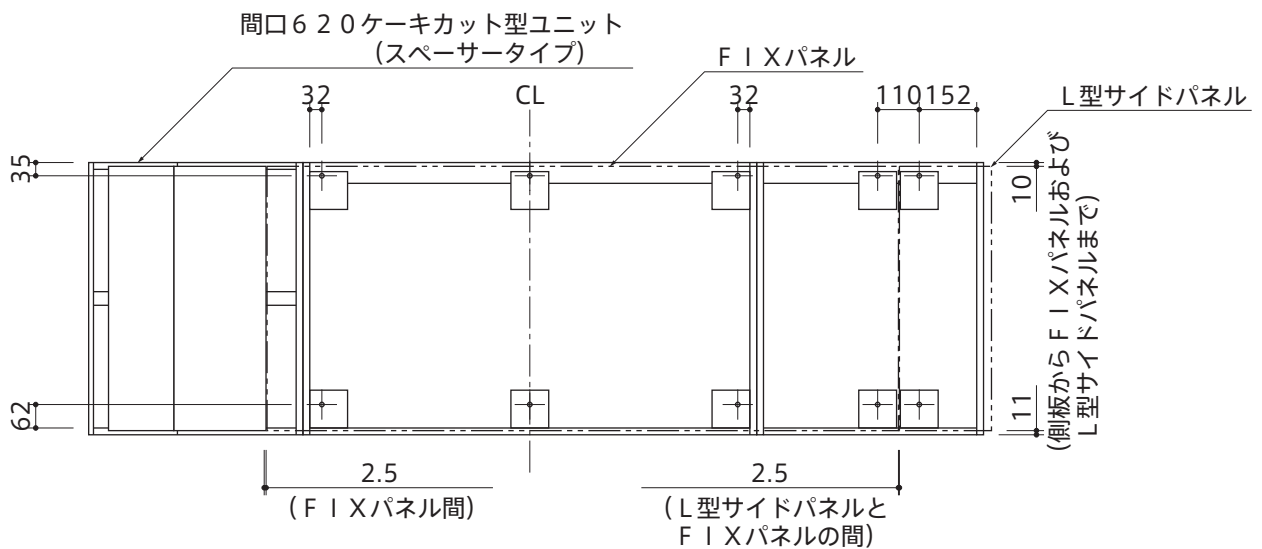 間口６２０ケーキカット型ユニット
(スペーサータイプ)
ＦＩＸパネル
32
CL
32
110
152
Ｌ型サイドパネル
35
10
62
11
(側板からＦＩＸパネルおよび
Ｌ型サイドパネルまで)
2.5
(ＦＩＸパネル間)
2.5
(Ｌ型サイドパネルと
ＦＩＸパネルの間)